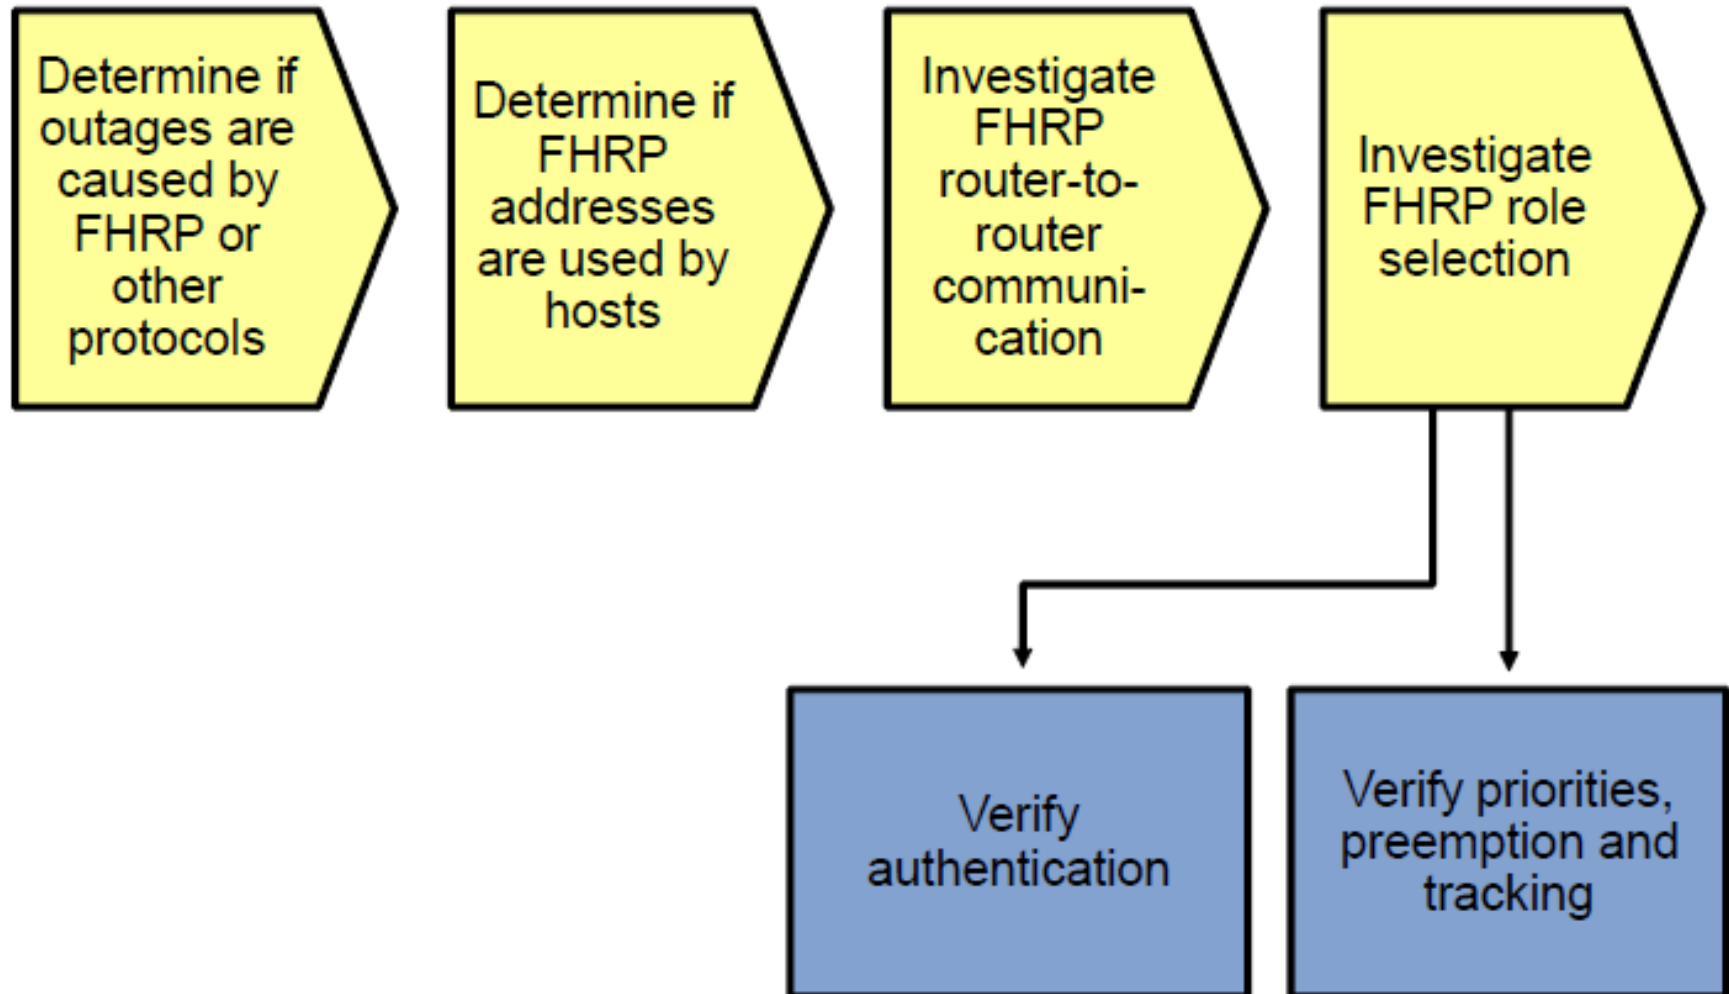 Determine if
outages are
caused by
FHRP or
other
protocols
Determine if
FHRP
addresses
are used by
hosts
Investigate
FHRP
router-to-
router
communi-
cation
Investigate
FHRP role
selection
Verify
authentication
Verify priorities,
preemption and
tracking